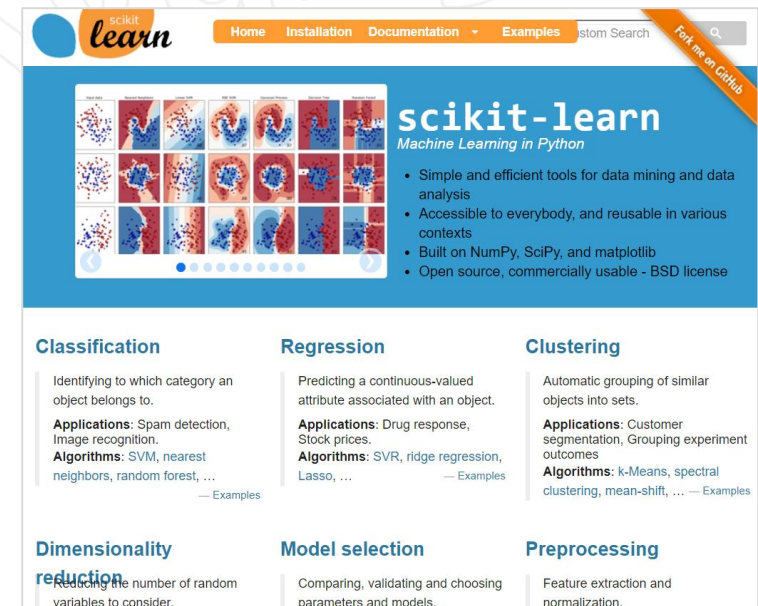 scikit
learn
Home Installation Documentation Examples
stom Search
Fork me on GitHub
scikit-learn
Machine Learning in Python
• Simple and efficient tools for data mining and data
analysis
• Accessible to everybody, and reusable in various
contexts
• Built on NumPy, SciPy, and matplotlib
• Open source, commercially usable - BSD license
Classification
Identifying to which category an
object belongs to.
Applications: Spam detection,
Image recognition.
Algorithms: SVM, nearest
neighbors, random forest, …
— Examples
Regression
Predicting a continuous-valued
attribute associated with an object.
Applications: Drug response,
Stock prices.
Algorithms: SVR, ridge regression,
Lasso, … — Examples
Clustering
Automatic grouping of similar
objects into sets.
Applications: Customer
segmentation, Grouping experiment
outcomes
Algorithms: k-Means, spectral
clustering, mean-shift, … — Examples
Dimensionality
reduction
Reducing the number of random
variables to consider.
Model selection
Comparing, validating and choosing
parameters and models.
Preprocessing
Feature extraction and
normalization.